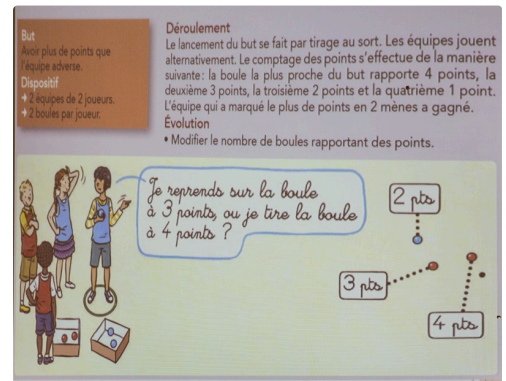 But
Avoir plus de points que
l'équipe adverse.
Dispositif
➔ 2 équipes de 2 joueurs.
➔ 2 boules par joueur.
Déroulement
Le lancement du but se fait par tirage au sort. Les équipes jouent
alternativement. Le comptage des points s'effectue de la manière
suivante : la boule la plus proche du but rapporte 4 points, la
deuxième 3 points, la troisième 2 points et la quatrième 1 point.
L'équipe qui a marqué le plus de points en 2 mènes a gagné.
Évolution
• Modifier le nombre de boules rapportant des points.
Je reprends sur la boule
à 3 points, ou je tire la boule
à 4 points ?
2 pts
3 pts
4 pts